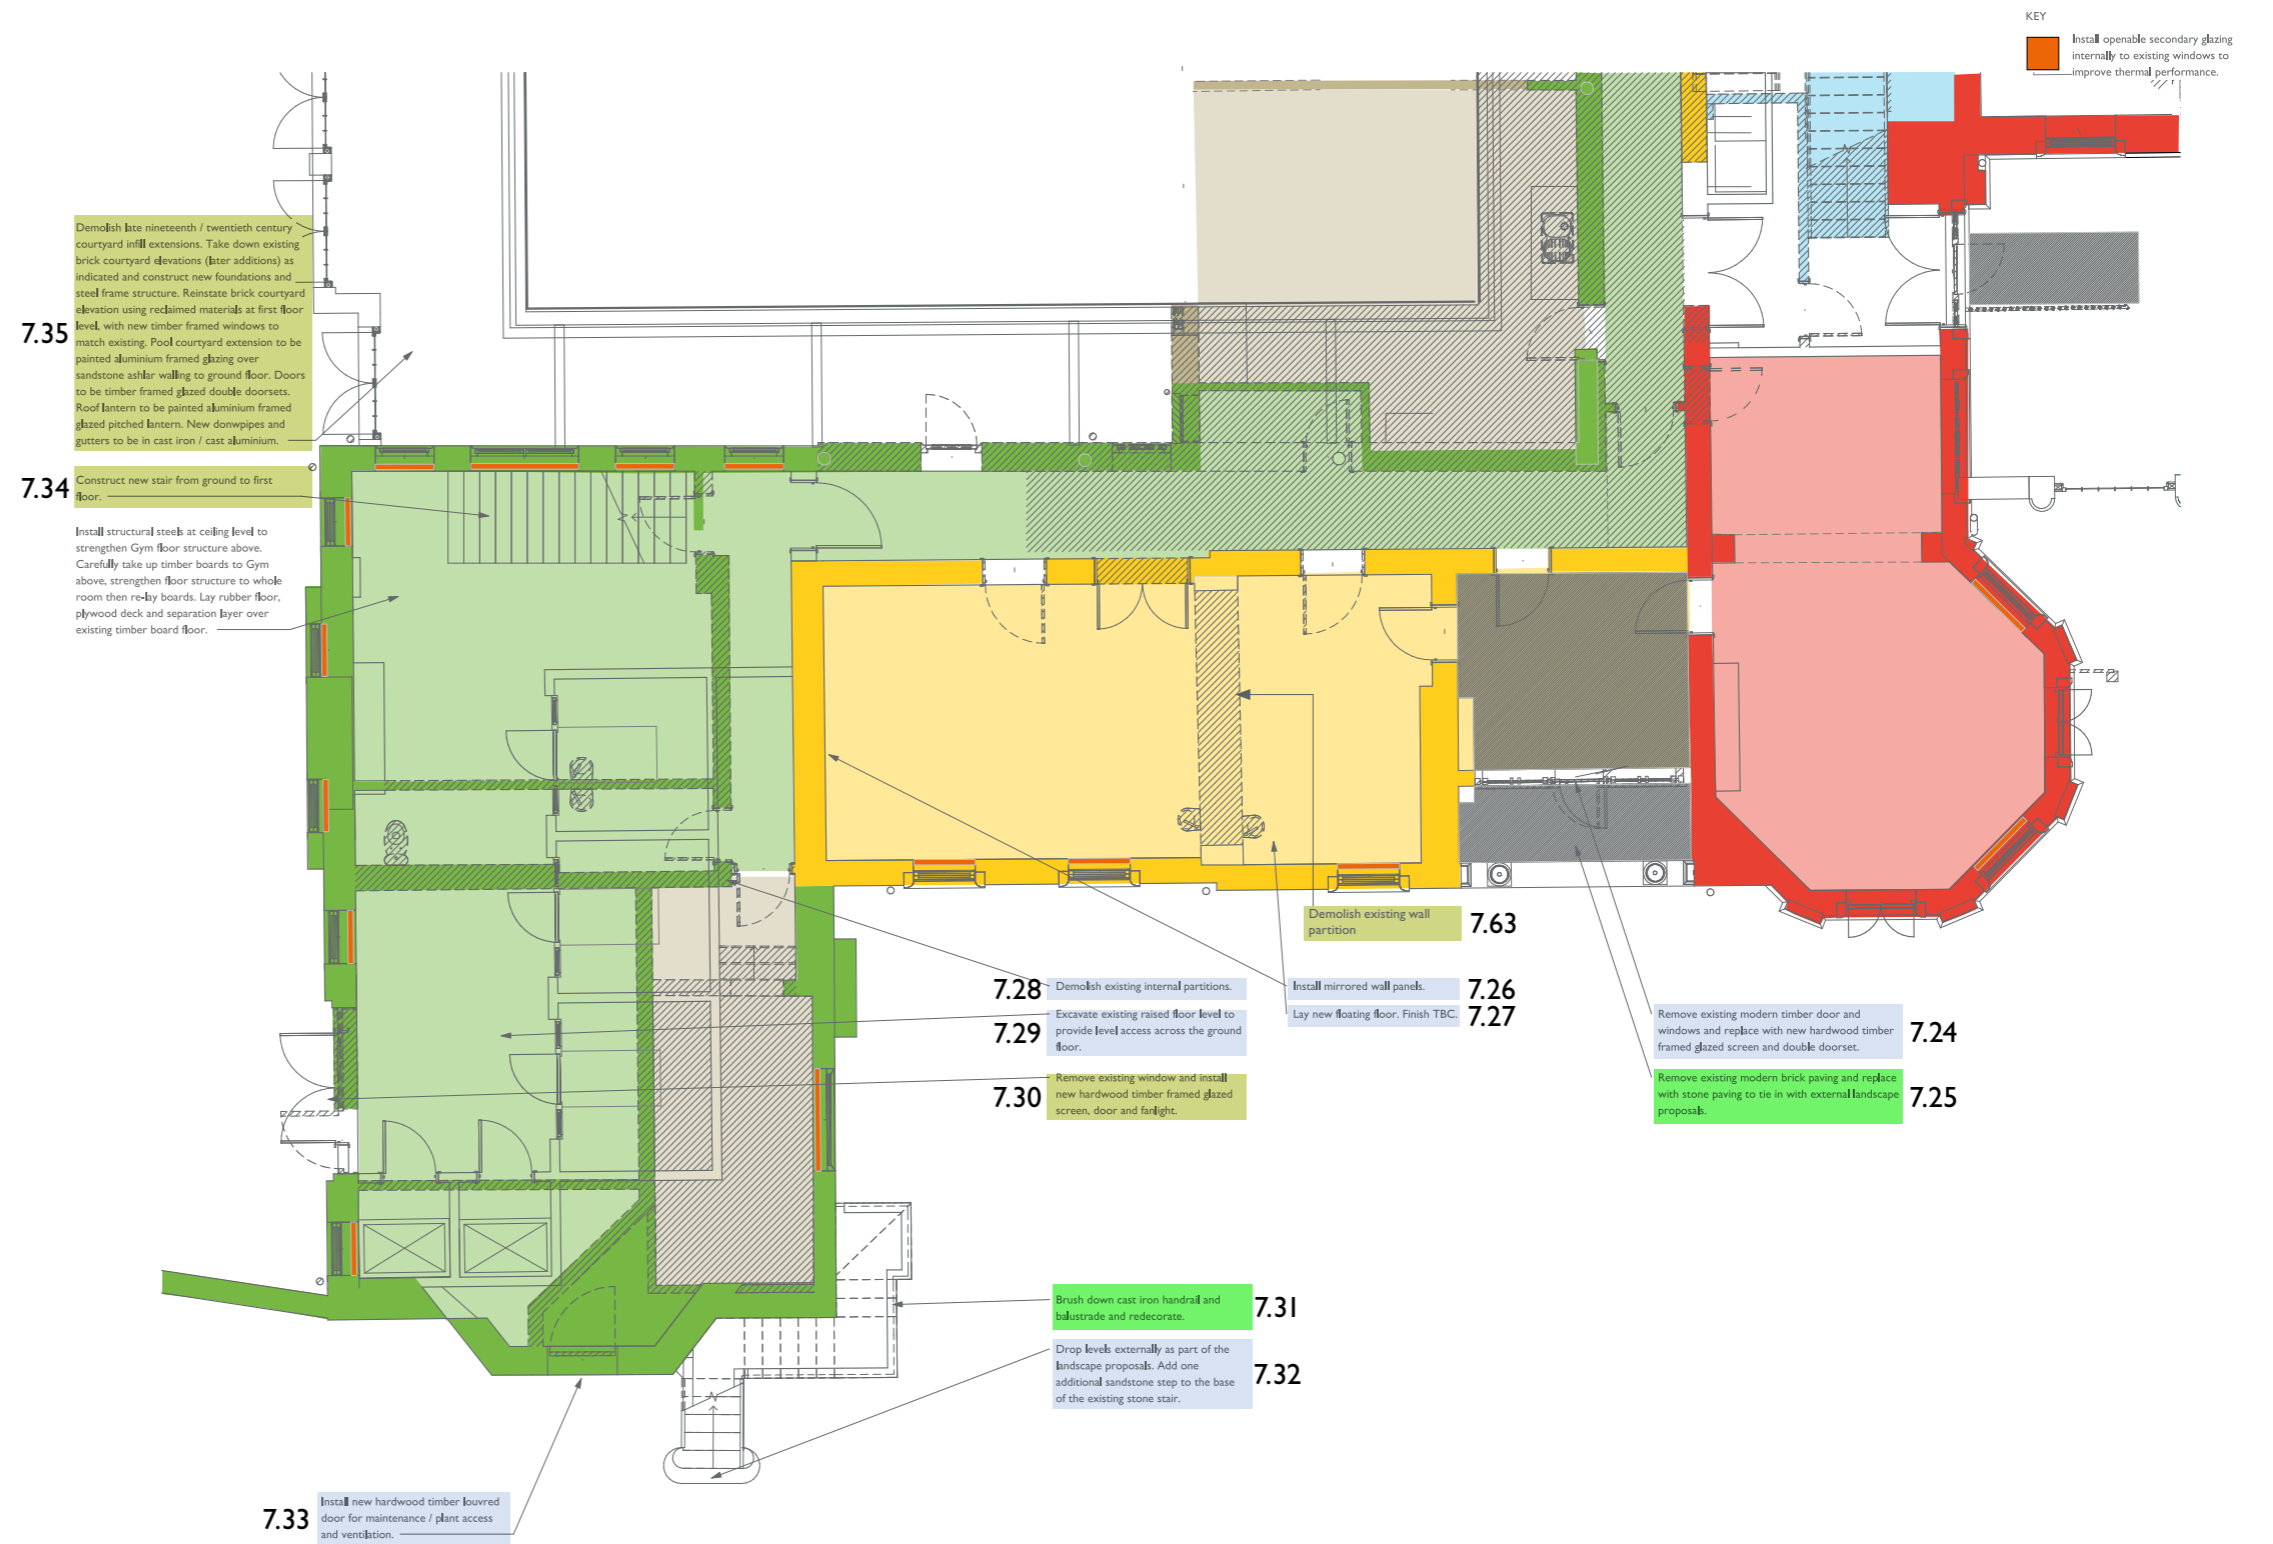 KEY
Install openable secondary glazing
internally to existing windows to
improve thermal performance.
Demolish late nineteenth / twentieth century
courtyard infill extensions. Take down existing
brick courtyard elevations (later additions) as
indicated and construct new foundations and
steel frame structure. Reinstate brick courtyard
elevation using reclaimed materials at first floor
level, with new timber framed windows to
match existing. Pool courtyard extension to be
painted aluminium framed glazing over
sandstone ashlar walling to ground floor. Doors
to be timber framed glazed double doorsets.
Roof lantern to be painted aluminium framed
glazed pitched lantern. New donwpipes and
gutters to be in cast iron / cast aluminium.
7.35
7.34
Construct new stair from ground to first
floor.
Install structural steels at ceiling level to
strengthen Gym floor structure above.
Carefully take up timber boards to Gym
above, strengthen floor structure to whole
room then re-lay boards. Lay rubber floor,
plywood deck and separation layer over
existing timber board floor.
Demolish existing wall
partition
7.63
7.28
Demolish existing internal partitions.
Install mirrored wall panels.
7.26
7.29
Excavate existing raised floor level to
provide level access across the ground
floor.
Lay new floating floor. Finish TBC.
7.27
Remove existing modern timber door and
windows and replace with new hardwood timber
framed glazed screen and double doorset.
7.24
7.30
Remove existing window and install
new hardwood timber framed glazed
screen, door and fanlight.
Remove existing modern brick paving and replace
with stone paving to tie in with external landscape
proposals.
7.25
Brush down cast iron handrail and
balustrade and redecorate.
7.31
Drop levels externally as part of the
landscape proposals. Add one
additional sandstone step to the base
of the existing stone stair.
7.32
7.33
Install new hardwood timber louvred
door for maintenance / plant access
and ventilation.